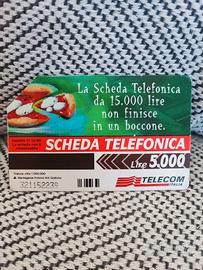 La Scheda Telefonica
da 15.000 lire
non finisce
in un boccone.
SCHEDA TELEFONICA
Lire 5.000
321152239
TELECOM
ITALIA